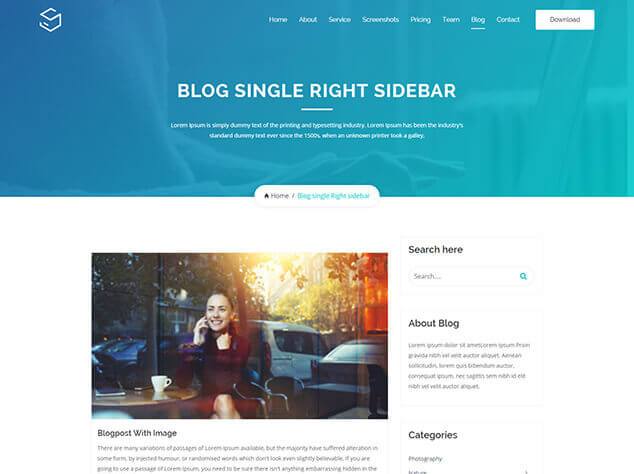 Home About Service Screenshots Pricing Team Blog Contact Download
BLOG SINGLE RIGHT SIDEBAR
Lorem Ipsum is simply dummy text of the printing and typesetting industry. Lorem Ipsum has been the industry's
standard dummy text ever since the 1500s, when an unknown printer took a galley.
Home / Blog single Right sidebar
Search here
Search....
About Blog
Lorem ipsum dolor sit ametLorem ipsum Proin
gravida nibh vel velit auctor aliquet. Aenean
sollicitudin, lorem quis bibendum auctor,
consequat ipsum, nec sagittis sem nibh id elit
nibh vel velit auctor aliquet.
Categories
Photography
Blogpost With Image
There are many variations of passages of Lorem Ipsum available, but the majority have suffered alteration in
some form, by injected humour, or randomised words which don't look even slightly believable. If you are
going to use a passage of Lorem Ipsum, you need to be sure there isn't anything embarrassing hidden in the